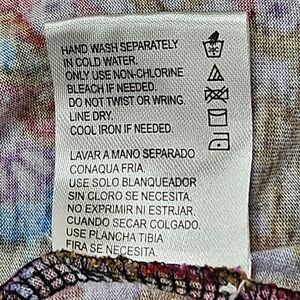 HAND WASH SEPARATELY
IN COLD WATER.
ONLY USE NON-CHLORINE
BLEACH IF NEEDED.
DO NOT TWIST OR WRING.
LINE DRY.
COOL IRON IF NEEDED.
LAVAR A MANO SEPARADO
CONAQUA FRIA.
USE SOLO BLANQUEADOR
SIN CLORO SE NECESITA.
NO EXPRIMIR NI ESTRJAR.
CUANDO SECAR COLGADO.
USE PLANCHA TIBIA
FIRA SE NECESITA.